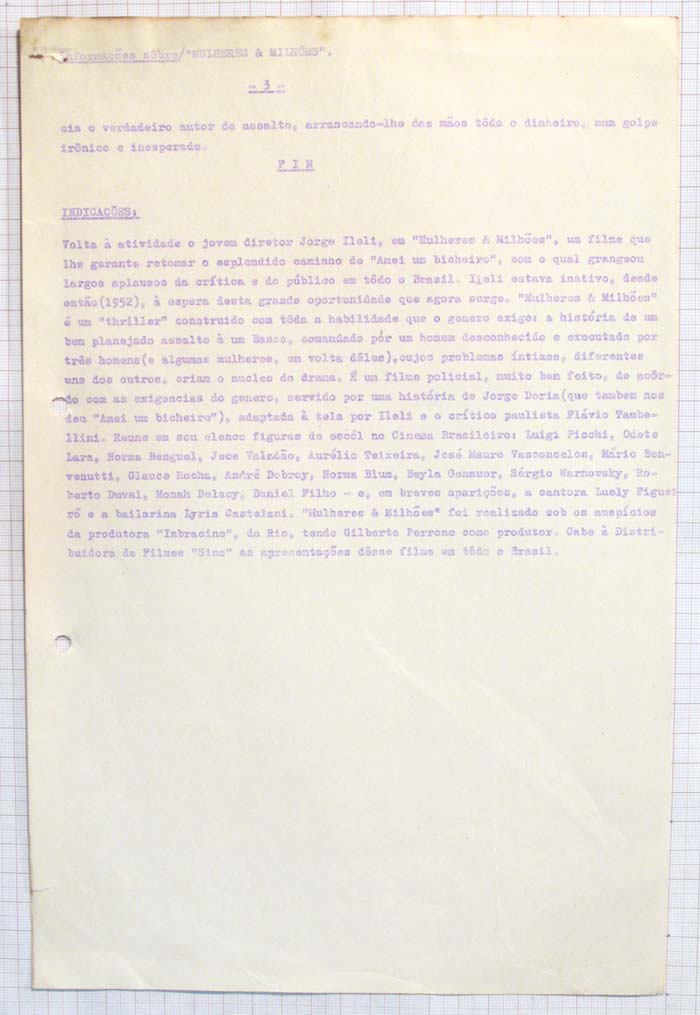 Informações sôbre/"MULHERES & MILHÕES".
- 3 -
cia o verdadeiro autor do assalto, arrancando-lhe das mãos tôdo o dinheiro, num golpe
irônico e inesperado.
F I M
INDICAÇÕES:
Volta à atividade o jovem diretor Jorge Ileli, em "Mulheres & Milhões", um filme que
lhe garante retomar o esplendido caminho de "Amei um bicheiro", com o qual grangeou
largos aplausos da crítica e do público em tôdo o Brasil. Ileli estava inativo, desde
então(1952), à espera desta grande oportunidade que agora surge. "Mulheres & Milhões"
é um "thriller" construido com tôda a habilidade que o genero exige: a história de um
bem planejado assalto à um Banco, comandado pór um homem desconhecido e executado por
três homens(e algumas mulheres, em volta dêles),cujos problemas íntimos, diferentes
uns dos outros, criam o nucleo do drama. É um filme policial, muito bem feito, de acôr-
do com as exigencias do genero, servido por uma história de Jorge Doria(que tambem nos
deu "Amei um bicheiro"), adaptada à tela por Ileli e o crítico paulista Flávio Tambe-
llini. Reune em seu elenco figuras de escól no Cinema Brasileiro: Luigi Picchi, Odete
Lara, Norma Benguel, Jece Valadão, Aurélio Teixeira, José Mauro Vasconcelos, Mário Ben-
venutti, Glauce Rocha, André Dobroy, Norma Blum, Beyla Genauer, Sérgio Warnowsky, Ro-
berto Duval, Monah Delacy, Daniel Filho - e, em breves aparições, a cantora Luely Figuei
ró e a bailarina Lyris Castelani. "Mulheres & Milhões" foi realizado sob os auspícios
da produtora "Inbracine", do Rio, tendo Gilberto Perrone como produtor. Cabe à Distri-
buidora de Filmes "Sino" as apresentações dêsse filme em tôdo o Brasil.